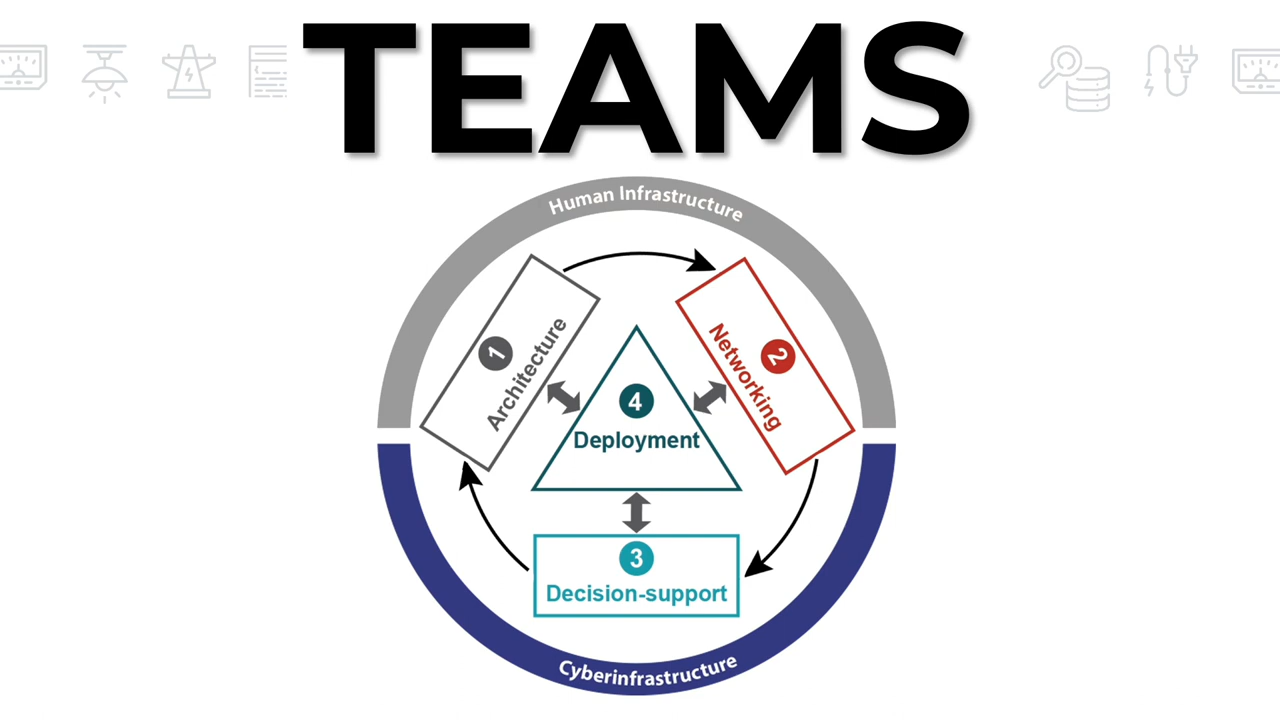 TEAMS
Human Infrastructure
1
Architecture
2
Networking
4
Deployment
3
Decision-support
Cyberinfrastructure